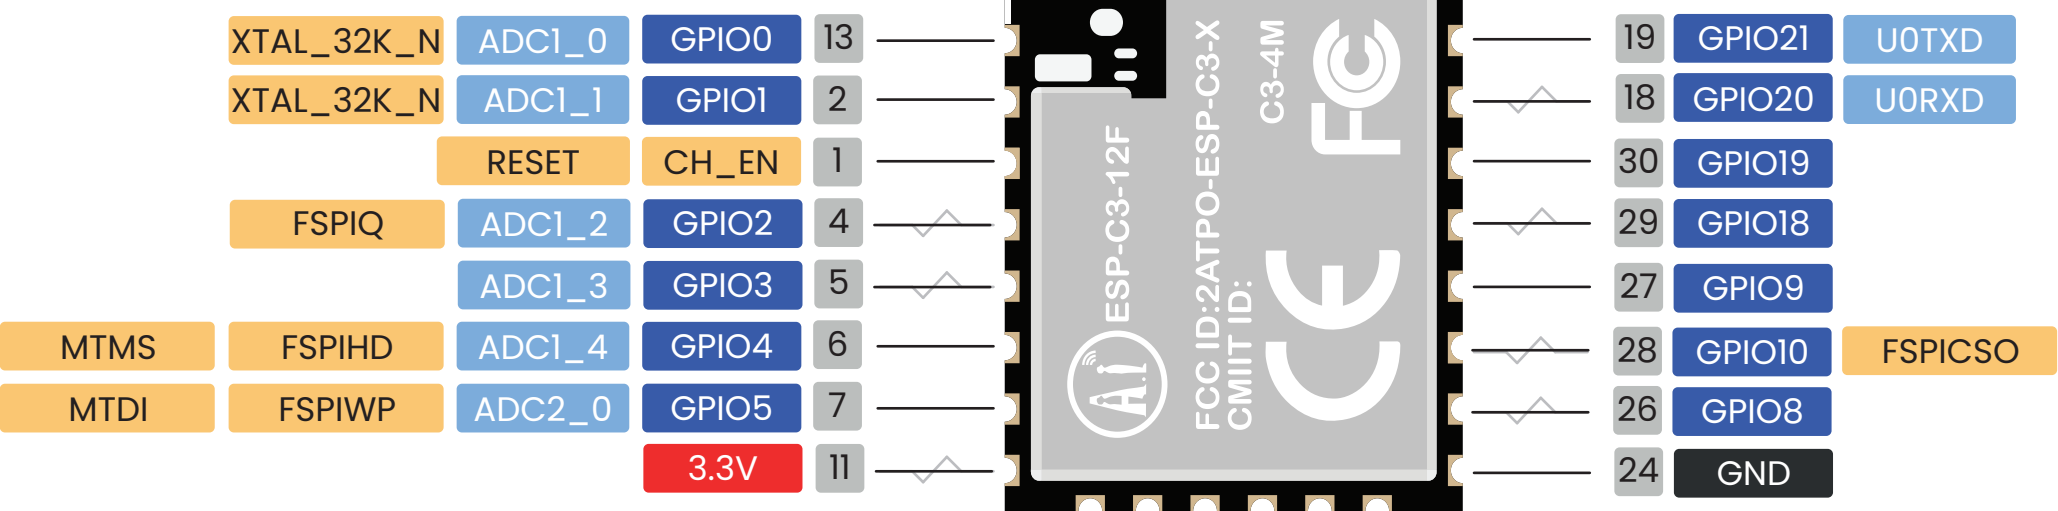 XTAL_32K_N ADC1_0 GPIO0 13
XTAL_32K_N ADC1_1 GPIO1 2
RESET CH_EN 1
FSPIQ ADC1_2 GPIO2 4
ADC1_3 GPIO3 5
MTMS FSPIHD ADC1_4 GPIO4 6
MTDI FSPIWP ADC2_0 GPIO5 7
3.3V 11
A.i
ESP-C3-12F
FCC ID:2ATPO-ESP-C3-X
CMIIT ID:
C3-4M
FC
CE
19 GPIO21 U0TXD
18 GPIO20 U0RXD
30 GPIO19
29 GPIO18
27 GPIO9
28 GPIO10 FSPICSO
26 GPIO8
24 GND